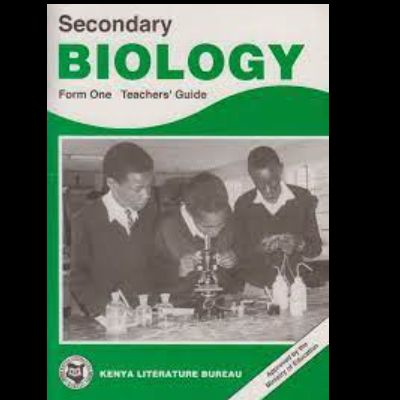 Secondary
BIOLOGY
Form One Teachers' Guide
KENYA LITERATURE BUREAU
Approved by the
Ministry of Education